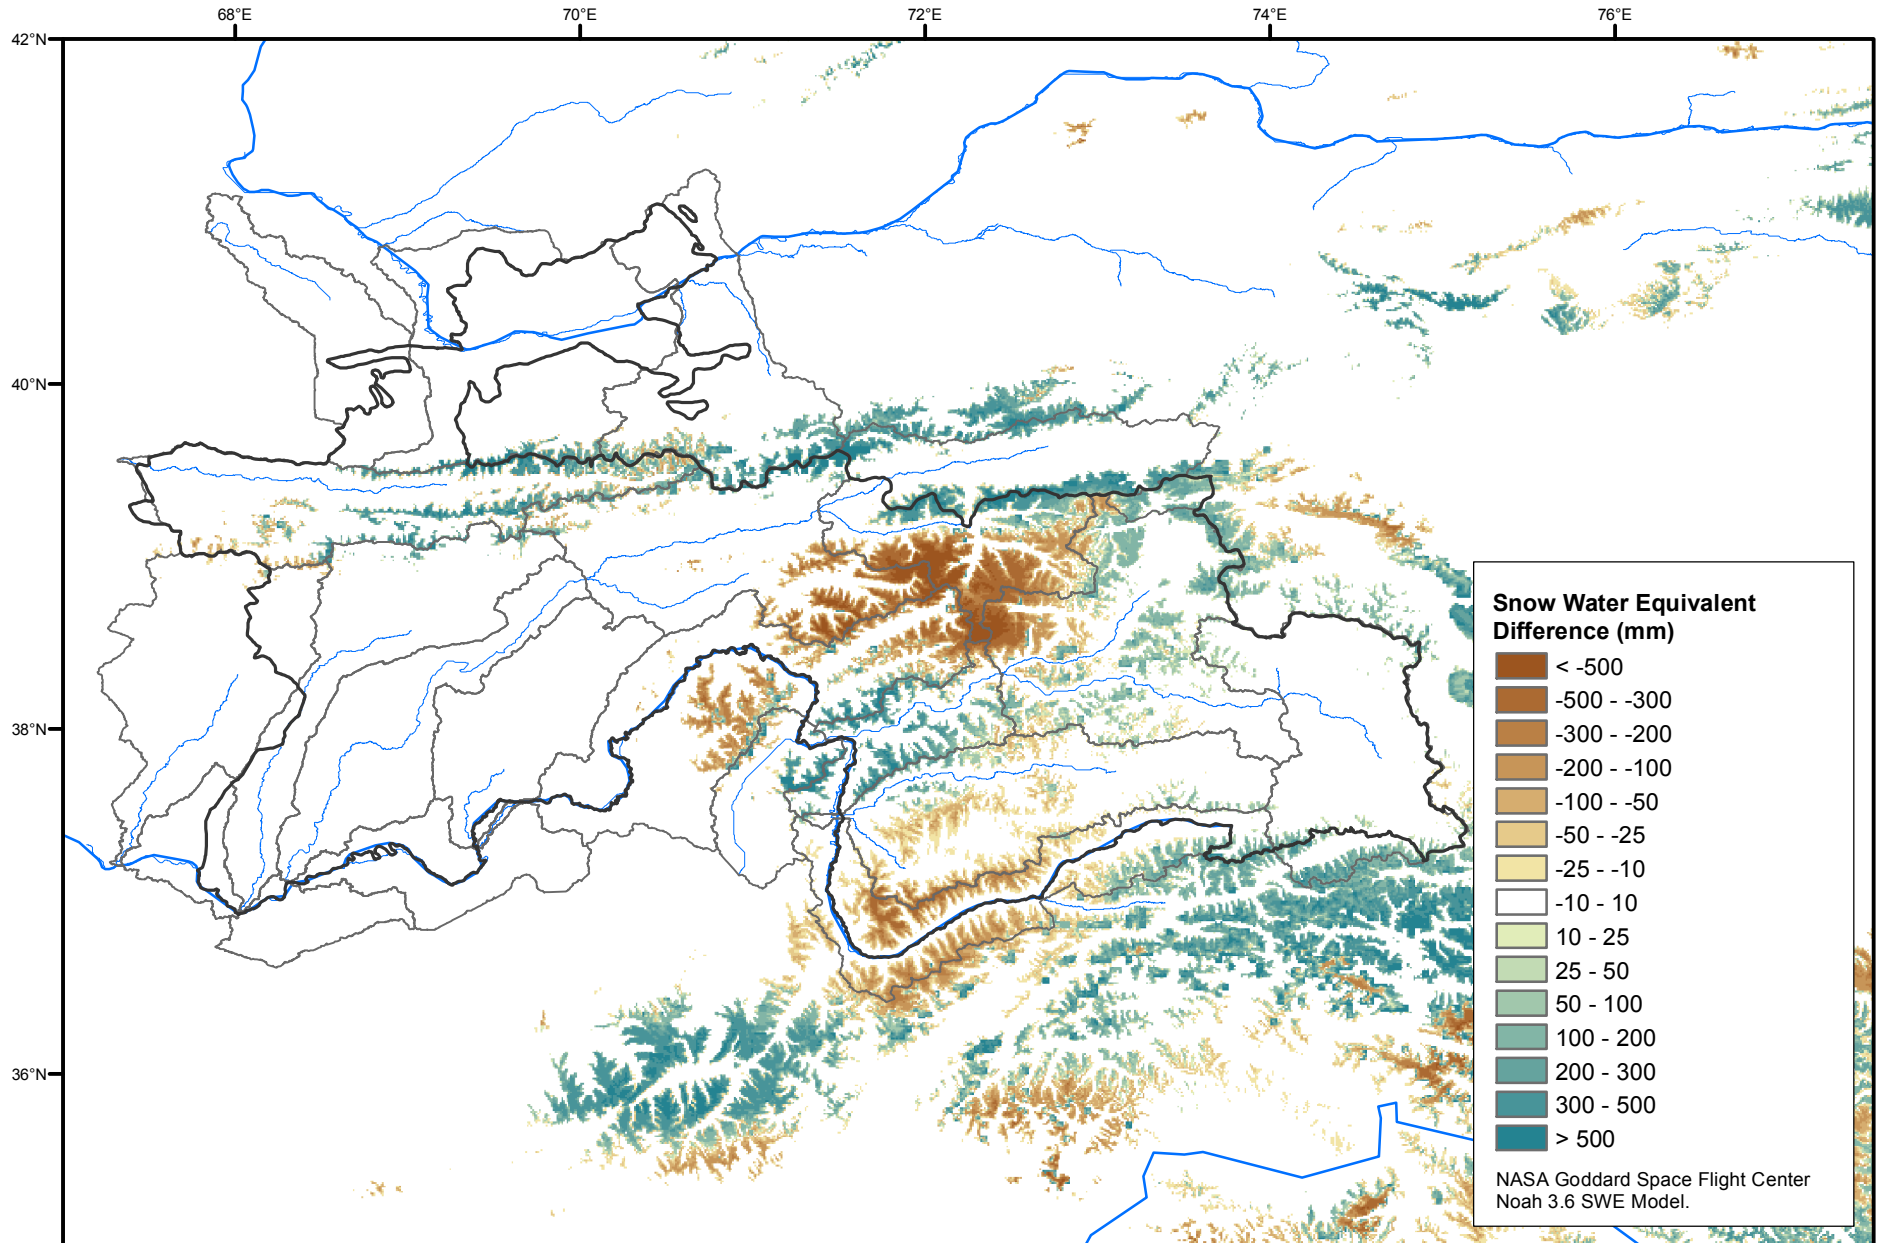 68°E 70°E 72°E 74°E 76°E
42°N
40°N
38°N
36°N
Snow Water Equivalent
Difference (mm)
< -500
-500 - -300
-300 - -200
-200 - -100
-100 - -50
-50 - -25
-25 - -10
-10 - 10
10 - 25
25 - 50
50 - 100
100 - 200
200 - 300
300 - 500
> 500
NASA Goddard Space Flight Center
Noah 3.6 SWE Model.